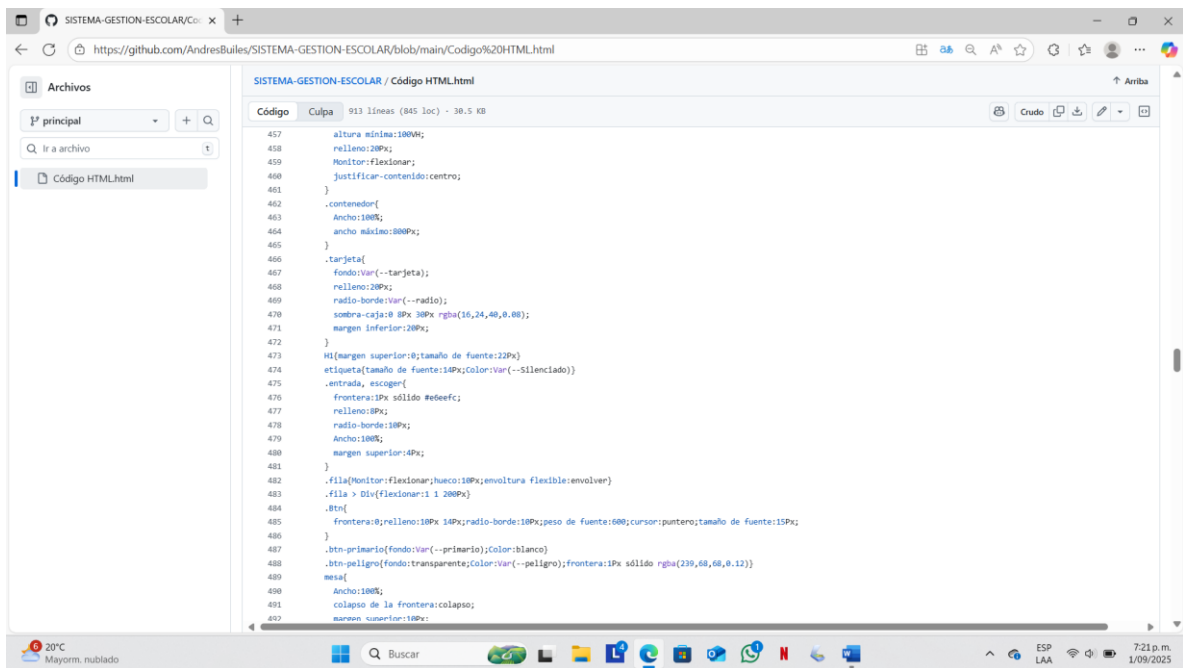 SISTEMA-GESTION-ESCOLAR/Coc
https://github.com/AndresBuiles/SISTEMA-GESTION-ESCOLAR/blob/main/Codigo%20HTML.html
Archivos
principal
Ir a archivo
t
Código HTML.html
SISTEMA-GESTION-ESCOLAR / Código HTML.html
Arriba
Código Culpa 913 líneas (845 loc) · 30.5 KB
Crudo
457 altura mínima:100VH;
458 relleno:20Px;
459 Monitor:flexionar;
460 justificar-contenido:centro;
461 }
462 .contenedor{
463 Ancho:100%;
464 ancho máximo:800Px;
465 }
466 .tarjeta{
467 fondo:Var(--tarjeta);
468 relleno:20Px;
469 radio-borde:Var(--radio);
470 sombra-caja:0 8Px 30Px rgba(16,24,40,0.08);
471 margen inferior:20Px;
472 }
473 H1{margen superior:0;tamaño de fuente:22Px}
474 etiqueta{tamaño de fuente:14Px;Color:Var(--Silenciado)}
475 .entrada, escoger{
476 frontera:1Px sólido #e6eefc;
477 relleno:8Px;
478 radio-borde:10Px;
479 Ancho:100%;
480 margen superior:4Px;
481 }
482 .fila{Monitor:flexionar;hueco:10Px;envoltura flexible:envolver}
483 .fila > Div{flexionar:1 1 200Px}
484 .Btn{
485 frontera:0;relleno:10Px 14Px;radio-borde:10Px;peso de fuente:600;cursor:puntero;tamaño de fuente:15Px;
486 }
487 .btn-primario{fondo:Var(--primario);Color:blanco}
488 .btn-peligro{fondo:transparente;Color:Var(--peligro);frontera:1Px sólido rgba(239,68,68,0.12)}
489 mesa{
490 Ancho:100%;
491 colapso de la frontera:colapso;
492 margen superior:10Px;
6
20°C
Mayorm. nublado
Buscar
ESP
LAA
7:21 p.m.
1/09/2025